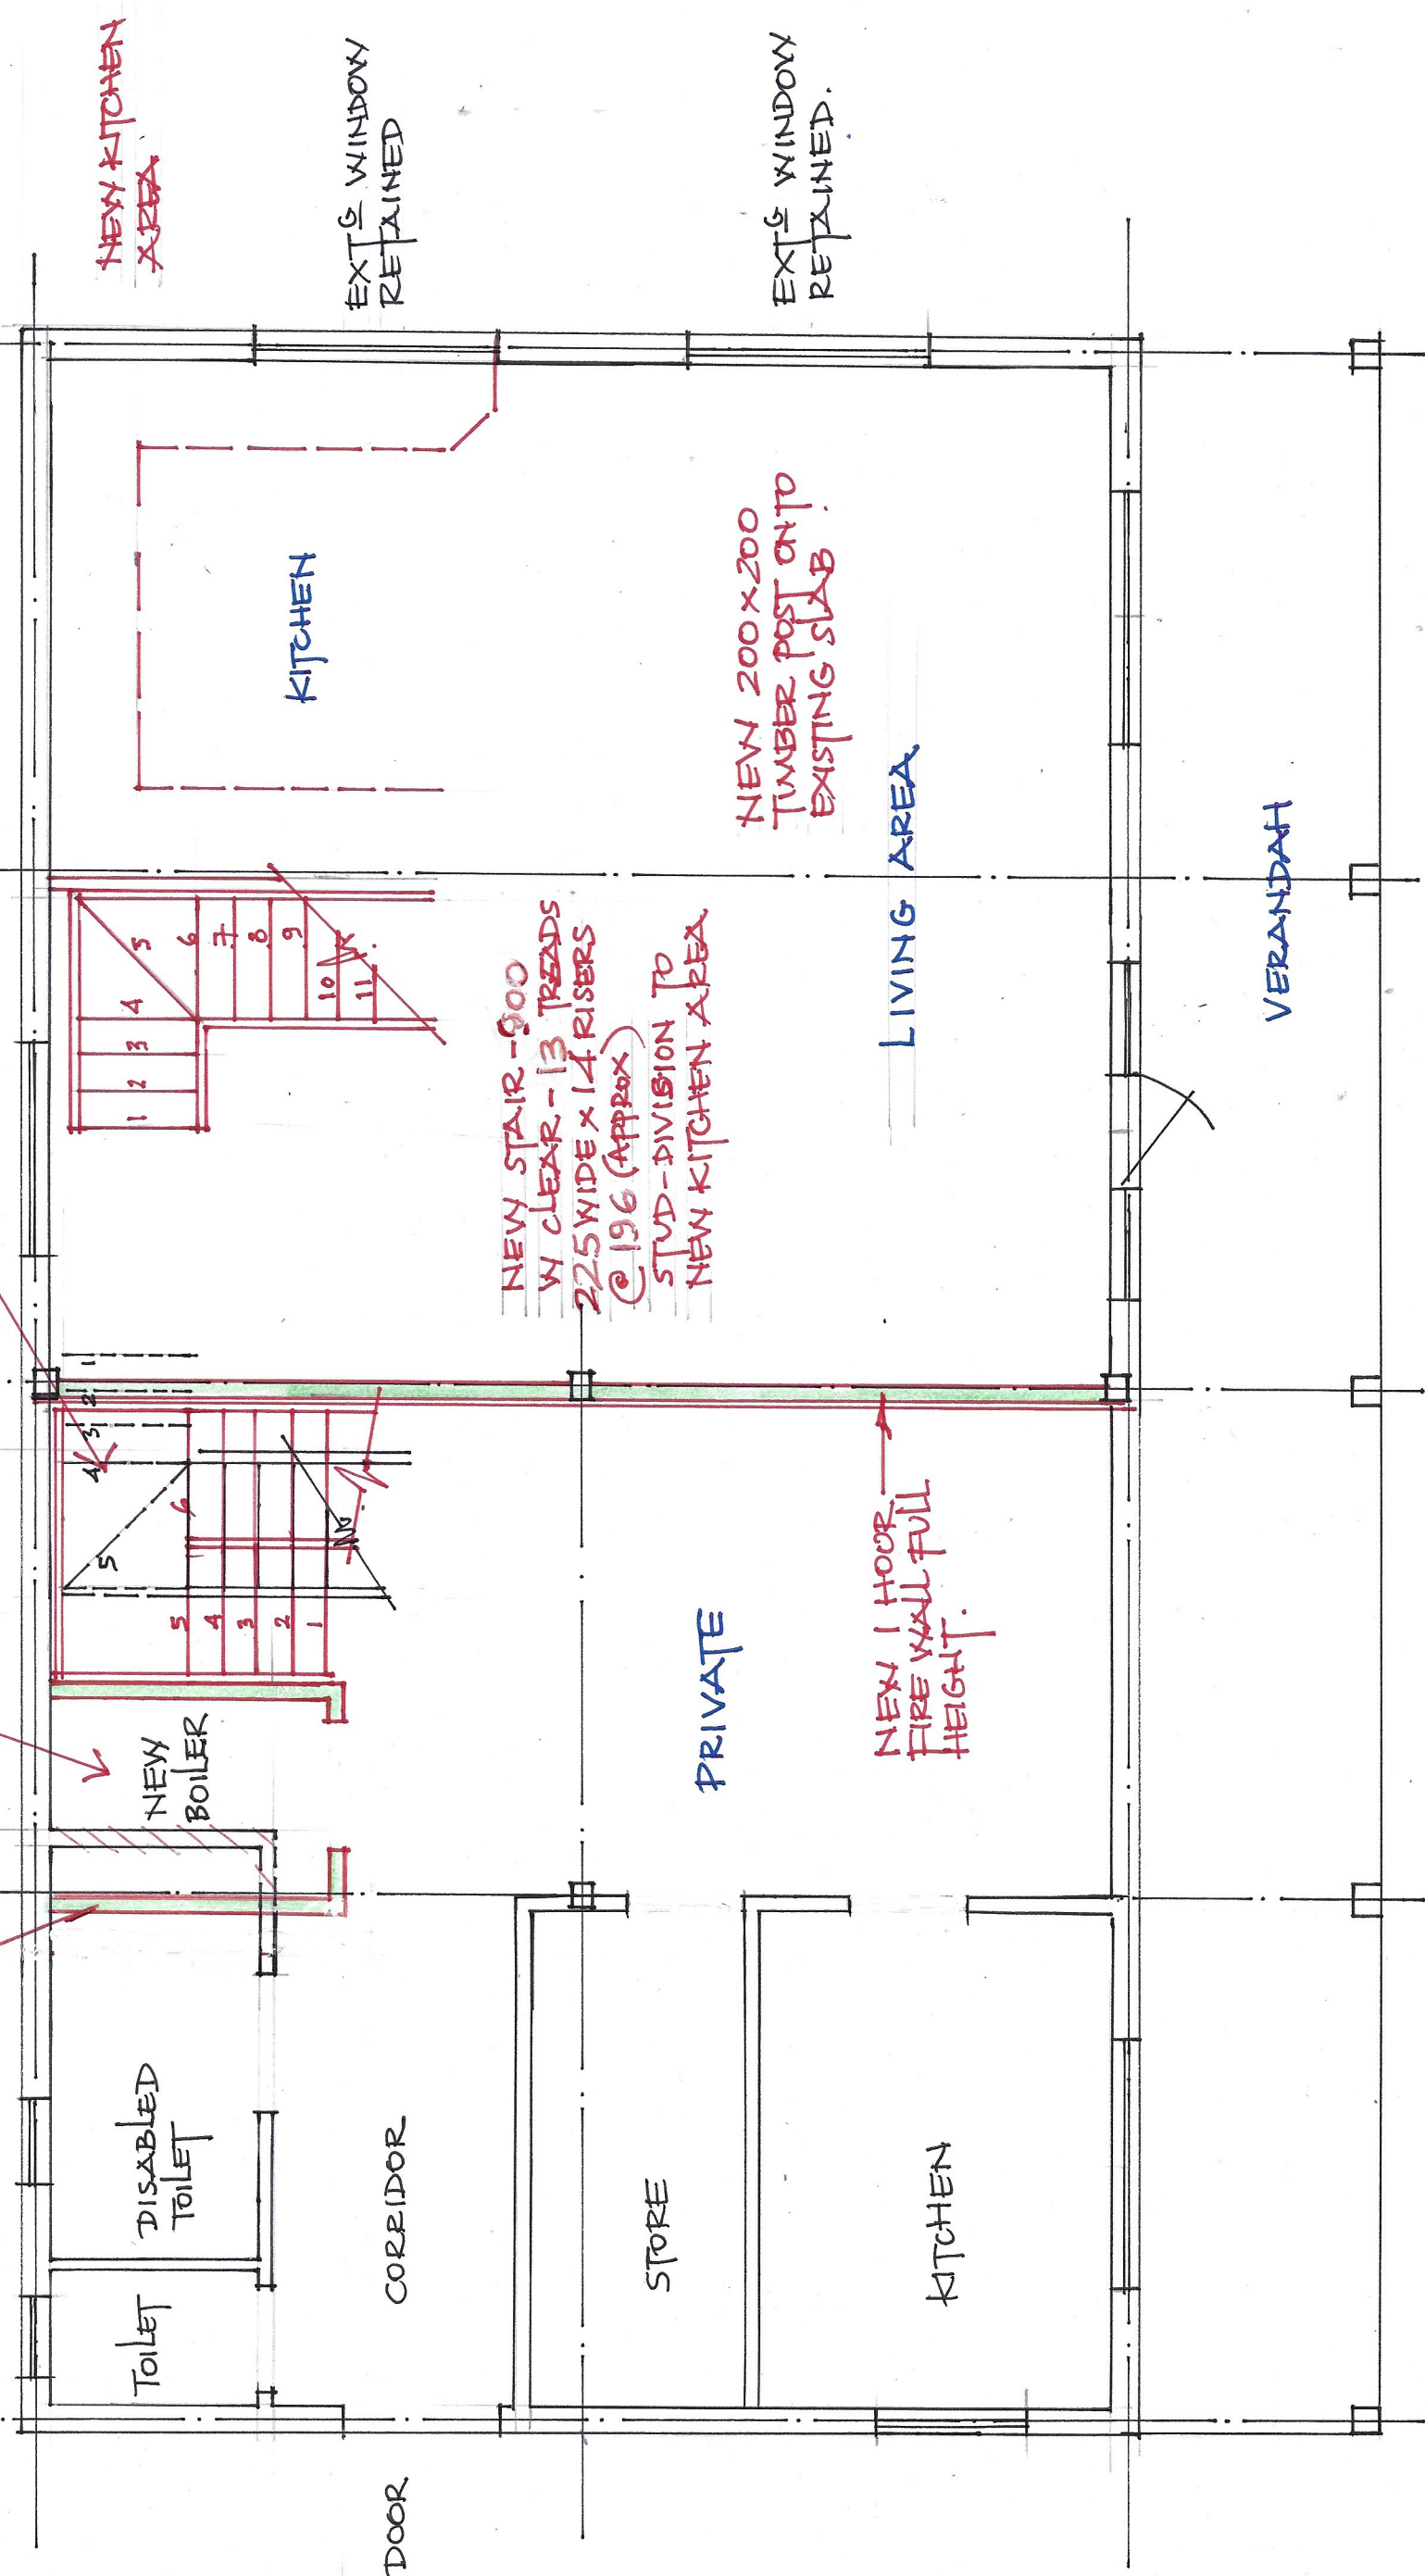 NEW KITCHEN
AREA
EXTG WINDOW
RETAINED
EXTG WINDOW
RETAINED.
KITCHEN
NEW 200 x 200
TIMBER POST ONTO
EXISTING SLAB.
LIVING AREA
VERANDAH
1 2 3 4 5
6
7
8
9
10
11
NEW STAIR - 900
W CLEAR - 13 TREADS
225 WIDE x 14 RISERS
@ 196 (APPROX)
STUD-DIVISION TO
NEW KITCHEN AREA
5 4 3 2 1
6
5
4
3
2
1
NEW
BOILER
PRIVATE
NEW 1 HOOR
FIRE WALL FULL
HEIGHT.
TOILET
DISABLED
TOILET
CORRIDOR
STORE
KITCHEN
DOOR